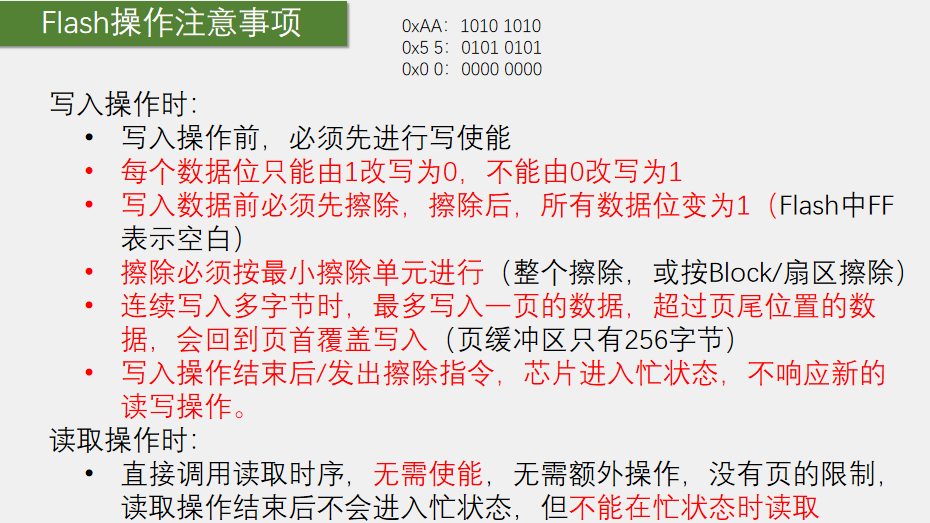 Flash操作注意事项
0xAA：1010 1010
0x5 5：0101 0101
0x0 0：0000 0000
写入操作时：
• 写入操作前，必须先进行写使能
• 每个数据位只能由1改写为0，不能由0改写为1
• 写入数据前必须先擦除，擦除后，所有数据位变为1（Flash中FF
表示空白）
• 擦除必须按最小擦除单元进行（整个擦除，或按Block/扇区擦除）
• 连续写入多字节时，最多写入一页的数据，超过页尾位置的数
据，会回到页首覆盖写入（页缓冲区只有256字节）
• 写入操作结束后/发出擦除指令，芯片进入忙状态，不响应新的
读写操作。
读取操作时：
• 直接调用读取时序，无需使能，无需额外操作，没有页的限制，
读取操作结束后不会进入忙状态，但不能在忙状态时读取